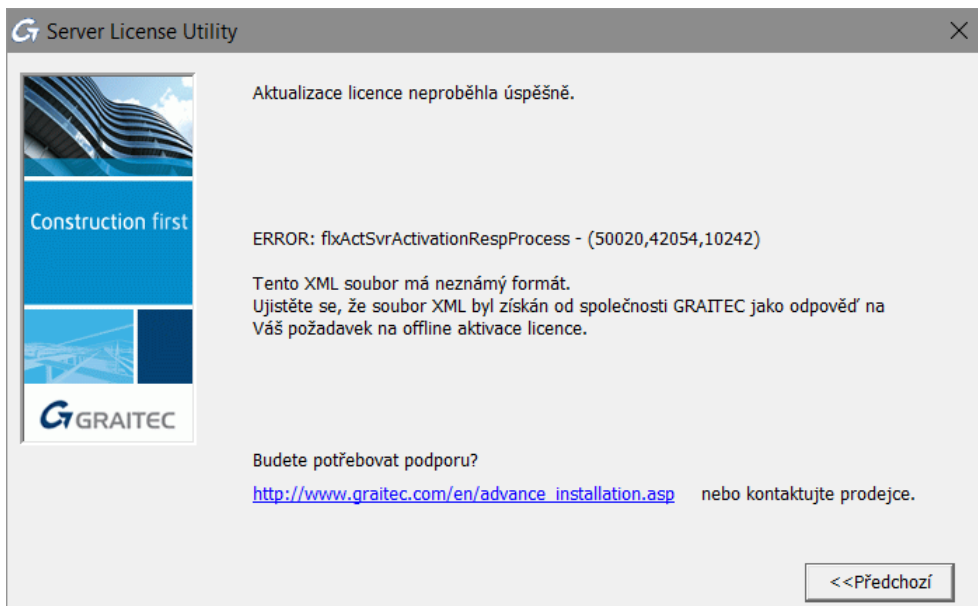 Server License Utility
Aktualizace licence neproběhla úspěšně.
Construction first
ERROR: flxActSvrActivationRespProcess - (50020,42054,10242)
Tento XML soubor má neznámý formát.
Ujistěte se, že soubor XML byl získán od společnosti GRAITEC jako odpověď na
Váš požadavek na offline aktivace licence.
GRAITEC
Budete potřebovat podporu?
http://www.graitec.com/en/advance_installation.asp nebo kontaktujte prodejce.
<<Předchozí